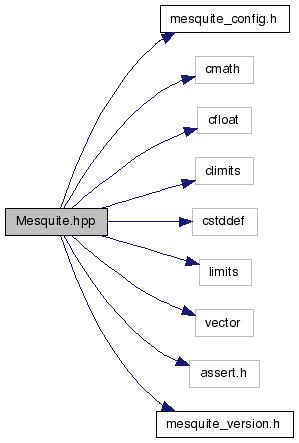 mesquite_config.h
cmath
cfloat
climits
Mesquite.hpp
cstddef
limits
vector
assert.h
mesquite_version.h